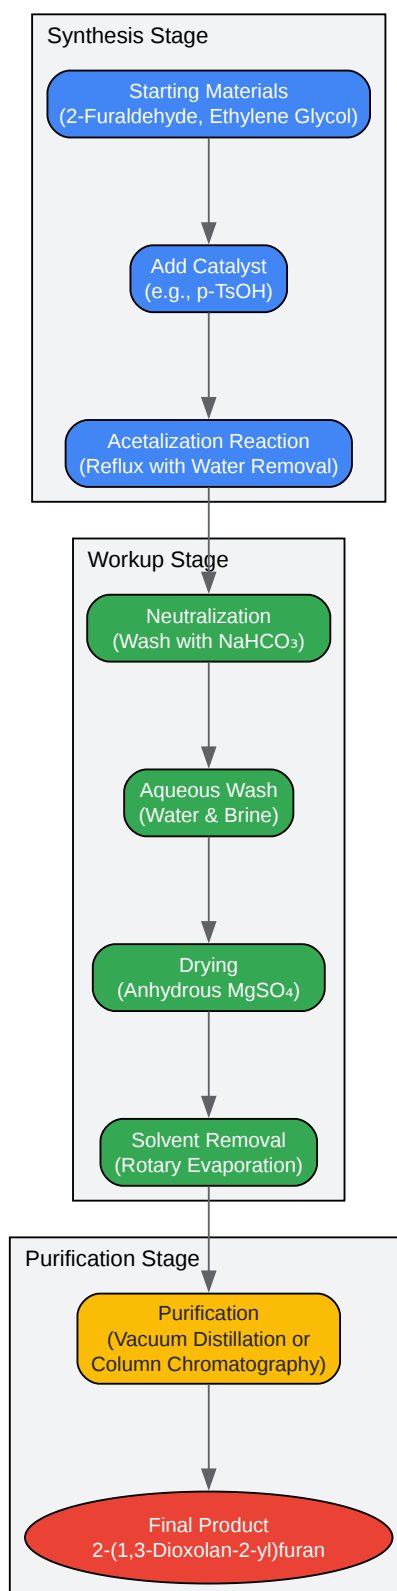 Synthesis Stage
Starting Materials
(2-Furaldehyde, Ethylene Glycol)
Add Catalyst
(e.g., p-TsOH)
Acetalization Reaction
(Reflux with Water Removal)
Workup Stage
Neutralization
(Wash with NaHCO₃)
Aqueous Wash
(Water & Brine)
Drying
(Anhydrous MgSO₄)
Solvent Removal
(Rotary Evaporation)
Purification Stage
Purification
(Vacuum Distillation or
Column Chromatography)
Final Product
2-(1,3-Dioxolan-2-yl)furan